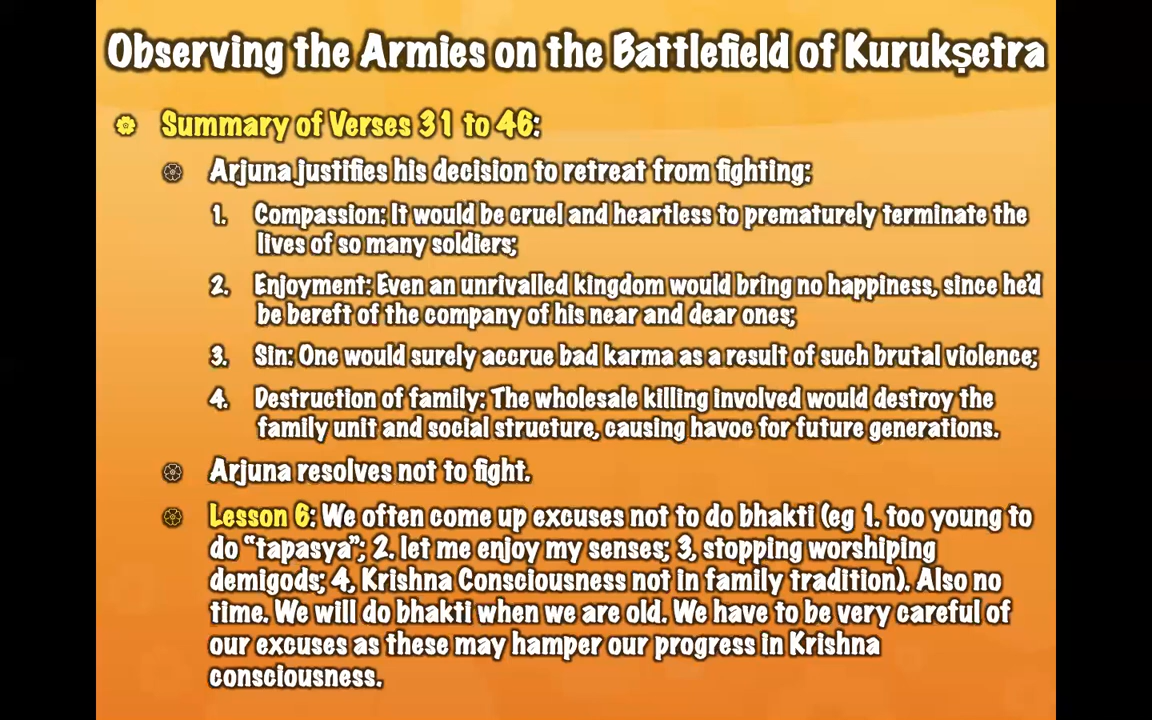 Observing the Armies on the Battlefield of Kurukṣetra
Summary of Verses 31 to 46:
Arjuna justifies his decision to retreat from fighting:
1. Compassion: It would be cruel and heartless to prematurely terminate the
lives of so many soldiers;
2. Enjoyment: Even an unrivalled kingdom would bring no happiness, since he'd
be bereft of the company of his near and dear ones;
3. Sin: One would surely accrue bad karma as a result of such brutal violence;
4. Destruction of family: The wholesale killing involved would destroy the
family unit and social structure, causing havoc for future generations.
Arjuna resolves not to fight.
Lesson 6: We often come up excuses not to do bhakti (eg 1. too young to
do “tapasya”; 2. let me enjoy my senses; 3, stopping worshiping
demigods; 4, Krishna Consciousness not in family tradition). Also no
time. We will do bhakti when we are old. We have to be very careful of
our excuses as these may hamper our progress in Krishna
consciousness.